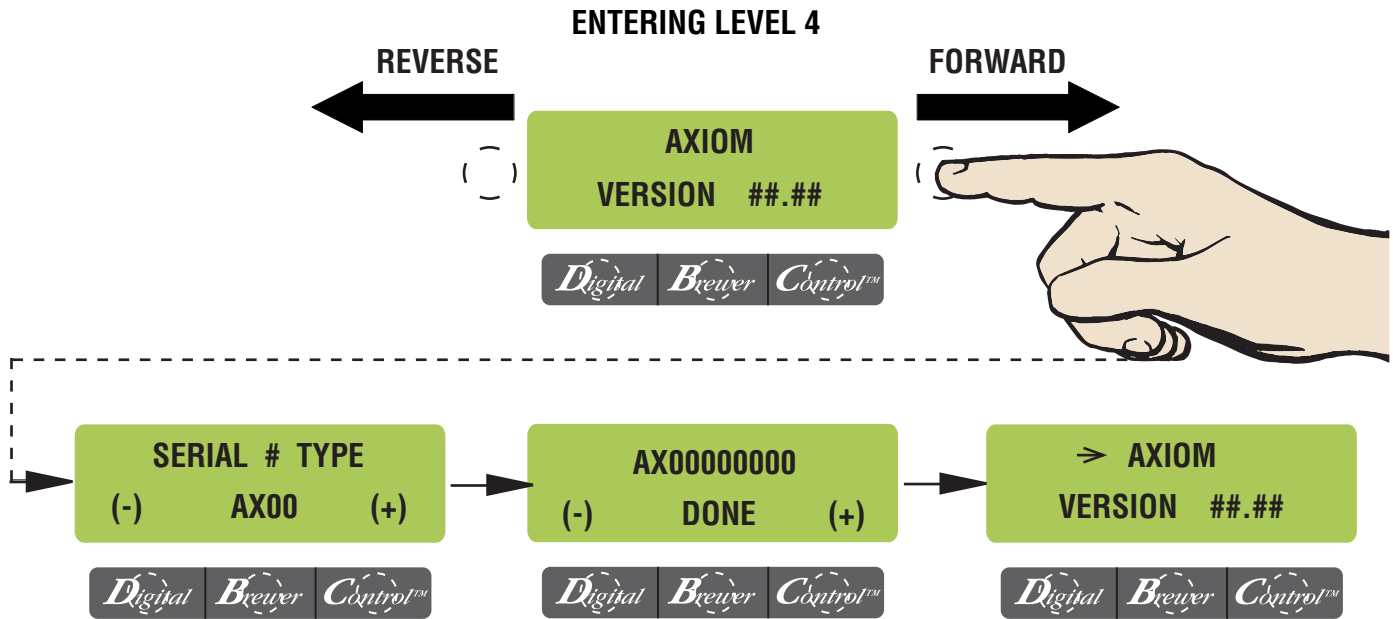 ENTERING LEVEL 4
REVERSE
FORWARD
AXIOM
VERSION ##.##
Digital Brewer Control™
SERIAL # TYPE
(-) AX00 (+)
Digital Brewer Control™
AX00000000
(-) DONE (+)
Digital Brewer Control™
→ AXIOM
VERSION ##.##
Digital Brewer Control™